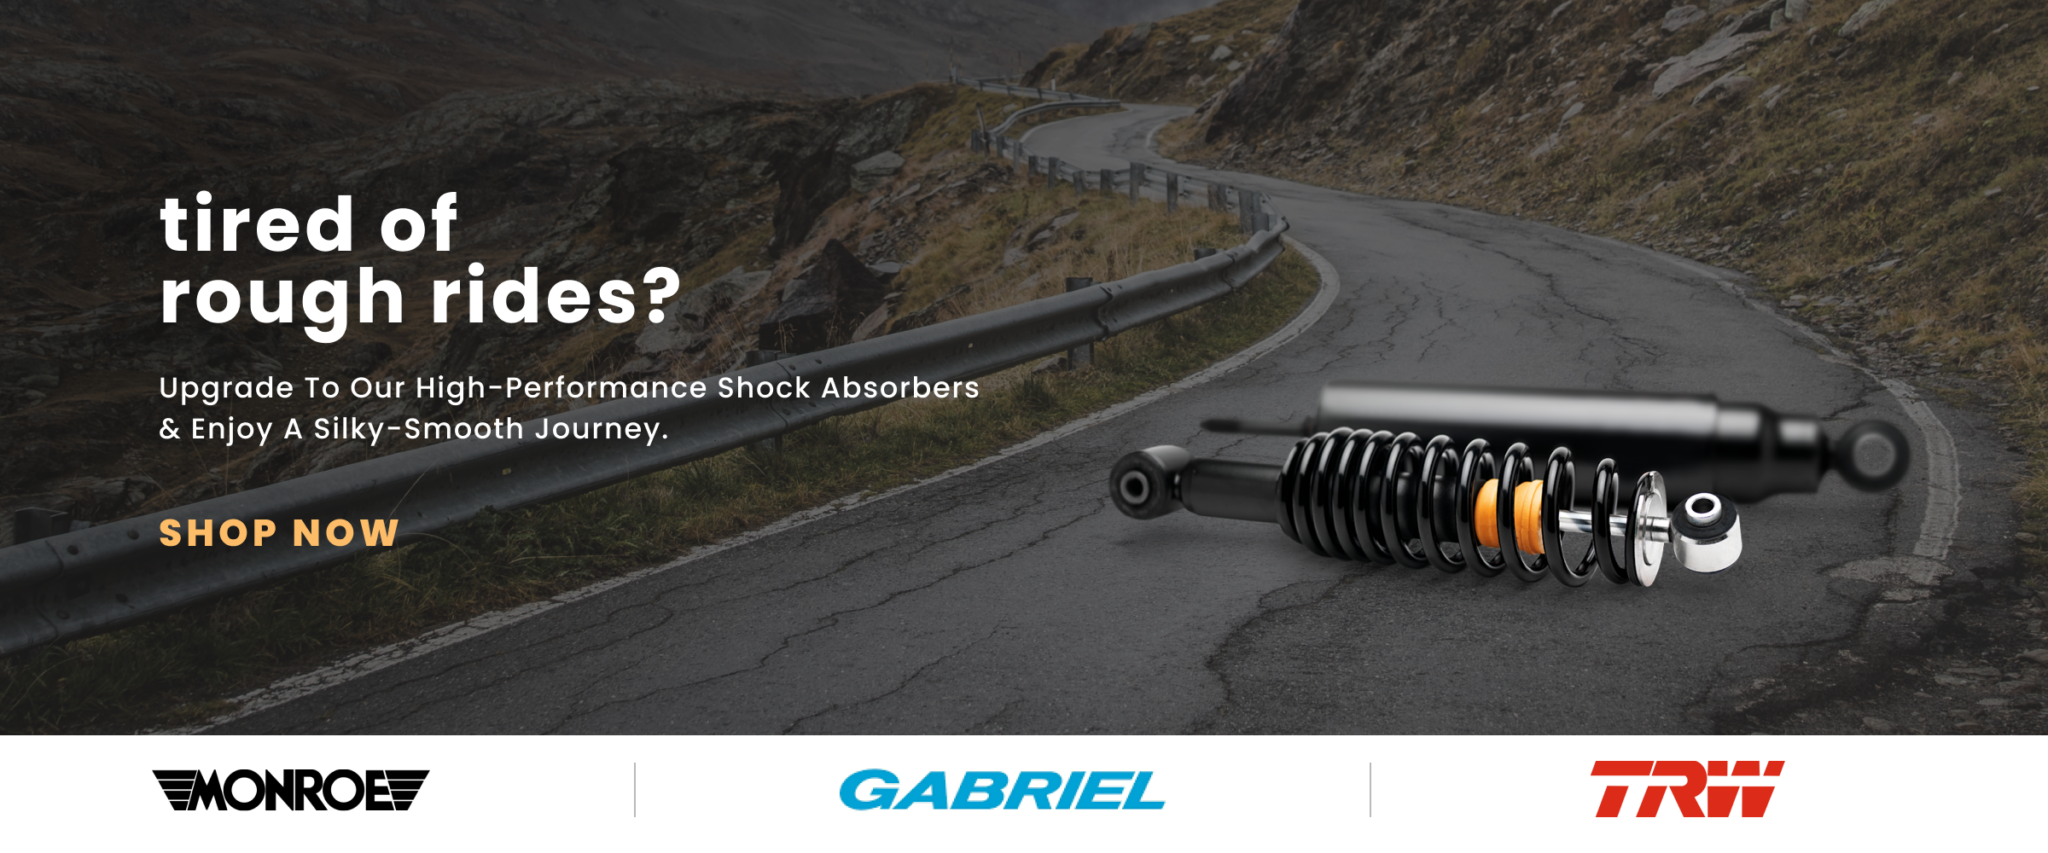 tired of
rough rides?
Upgrade To Our High-Performance Shock Absorbers
& Enjoy A Silky-Smooth Journey.
SHOP NOW
MONROE
GABRIEL
TRW